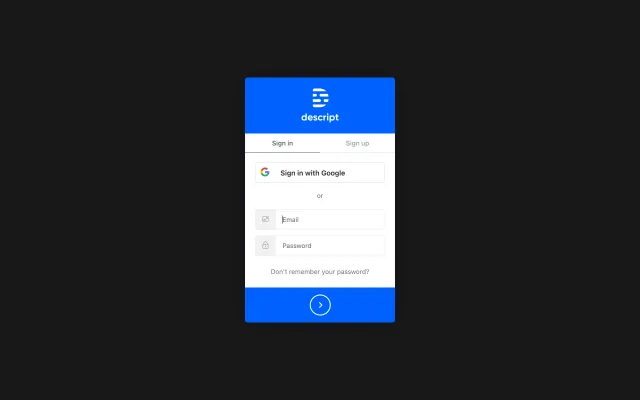 descript
Sign in
Sign up
Sign in with Google
or
Email
Password
Don't remember your password?